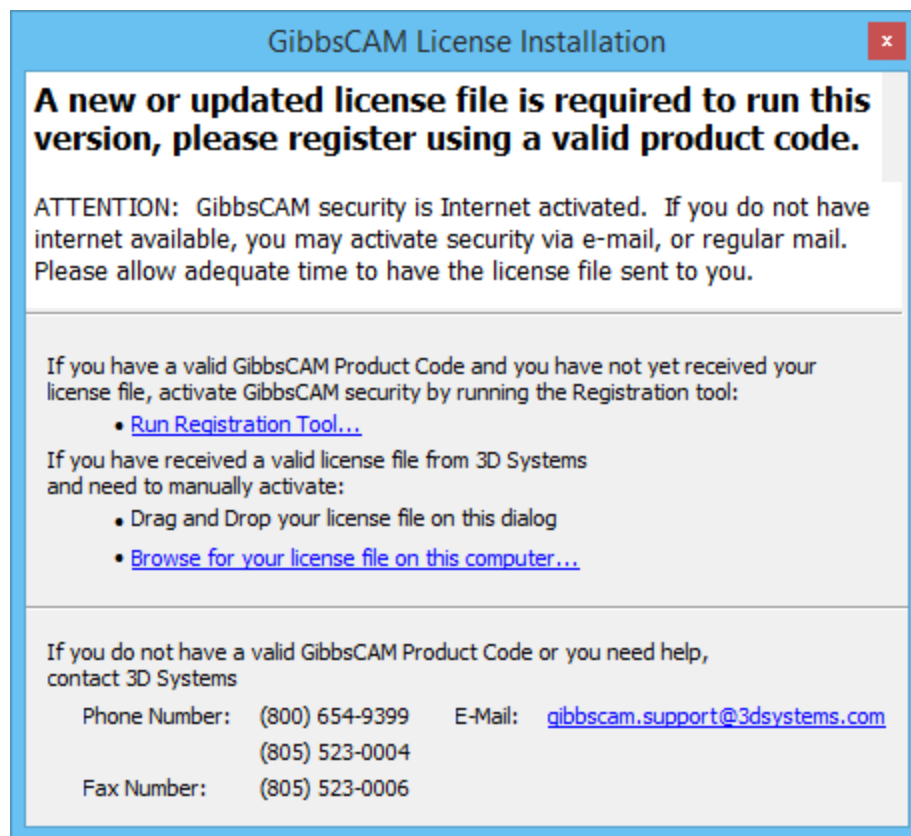 GibbsCAM License Installation
x
A new or updated license file is required to run this
version, please register using a valid product code.
ATTENTION:  GibbsCAM security is Internet activated.  If you do not have
internet available, you may activate security via e-mail, or regular mail.
Please allow adequate time to have the license file sent to you.
If you have a valid GibbsCAM Product Code and you have not yet received your
license file, activate GibbsCAM security by running the Registration tool:
• Run Registration Tool...
If you have received a valid license file from 3D Systems
and need to manually activate:
• Drag and Drop your license file on this dialog
• Browse for your license file on this computer...
If you do not have a valid GibbsCAM Product Code or you need help,
contact 3D Systems
Phone Number: (800) 654-9399 E-Mail: gibbscam.support@3dsystems.com
(805) 523-0004
Fax Number: (805) 523-0006